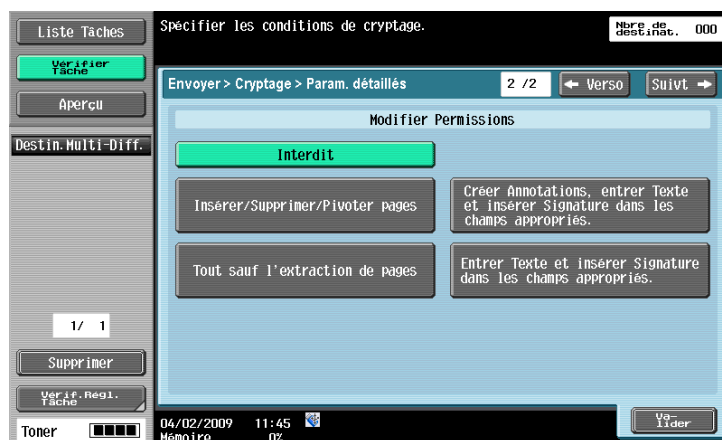 Liste Tâches
Spécifier les conditions de cryptage.
Nbre de
destinat. 000
Vérifier
Tâche
Aperçu
Envoyer > Cryptage > Param. détaillés
2 /2
← Verso
Suivt →
Modifier Permissions
Destin.Multi-Diff.
Interdit
Insérer/Supprimer/Pivoter pages
Créer Annotations, entrer Texte
et insérer Signature dans les
champs appropriés.
Tout sauf l'extraction de pages
Entrer Texte et insérer Signature
dans les champs appropriés.
1/ 1
Supprimer
Vérif.Régl.
Tâche
Toner
04/02/2009 11:45
Mémoire 0%
Va-
lider